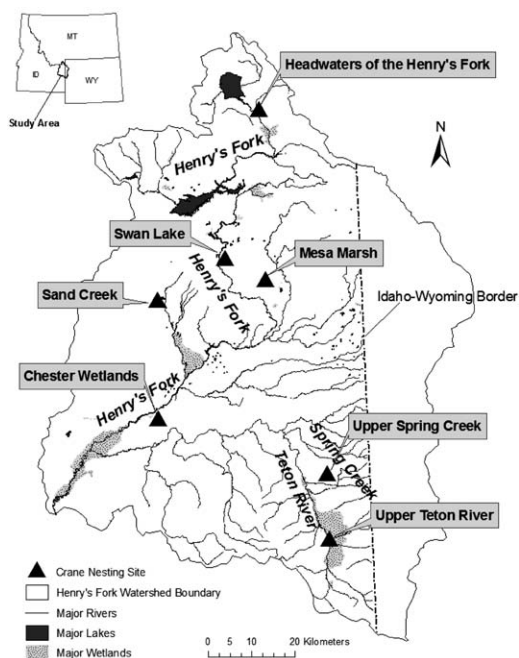 MT
ID
WY
Study Area
Headwaters of the Henry's Fork
N
Henry's Fork
Swan Lake
Mesa Marsh
Henry's Fork
Sand Creek
Idaho-Wyoming Border
Chester Wetlands
Henry's Fork
Upper Spring Creek
Spring Creek
Teton River
Upper Teton River
Crane Nesting Site
Henry's Fork Watershed Boundary
Major Rivers
Major Lakes
Major Wetlands
0 5 10 20 Kilometers